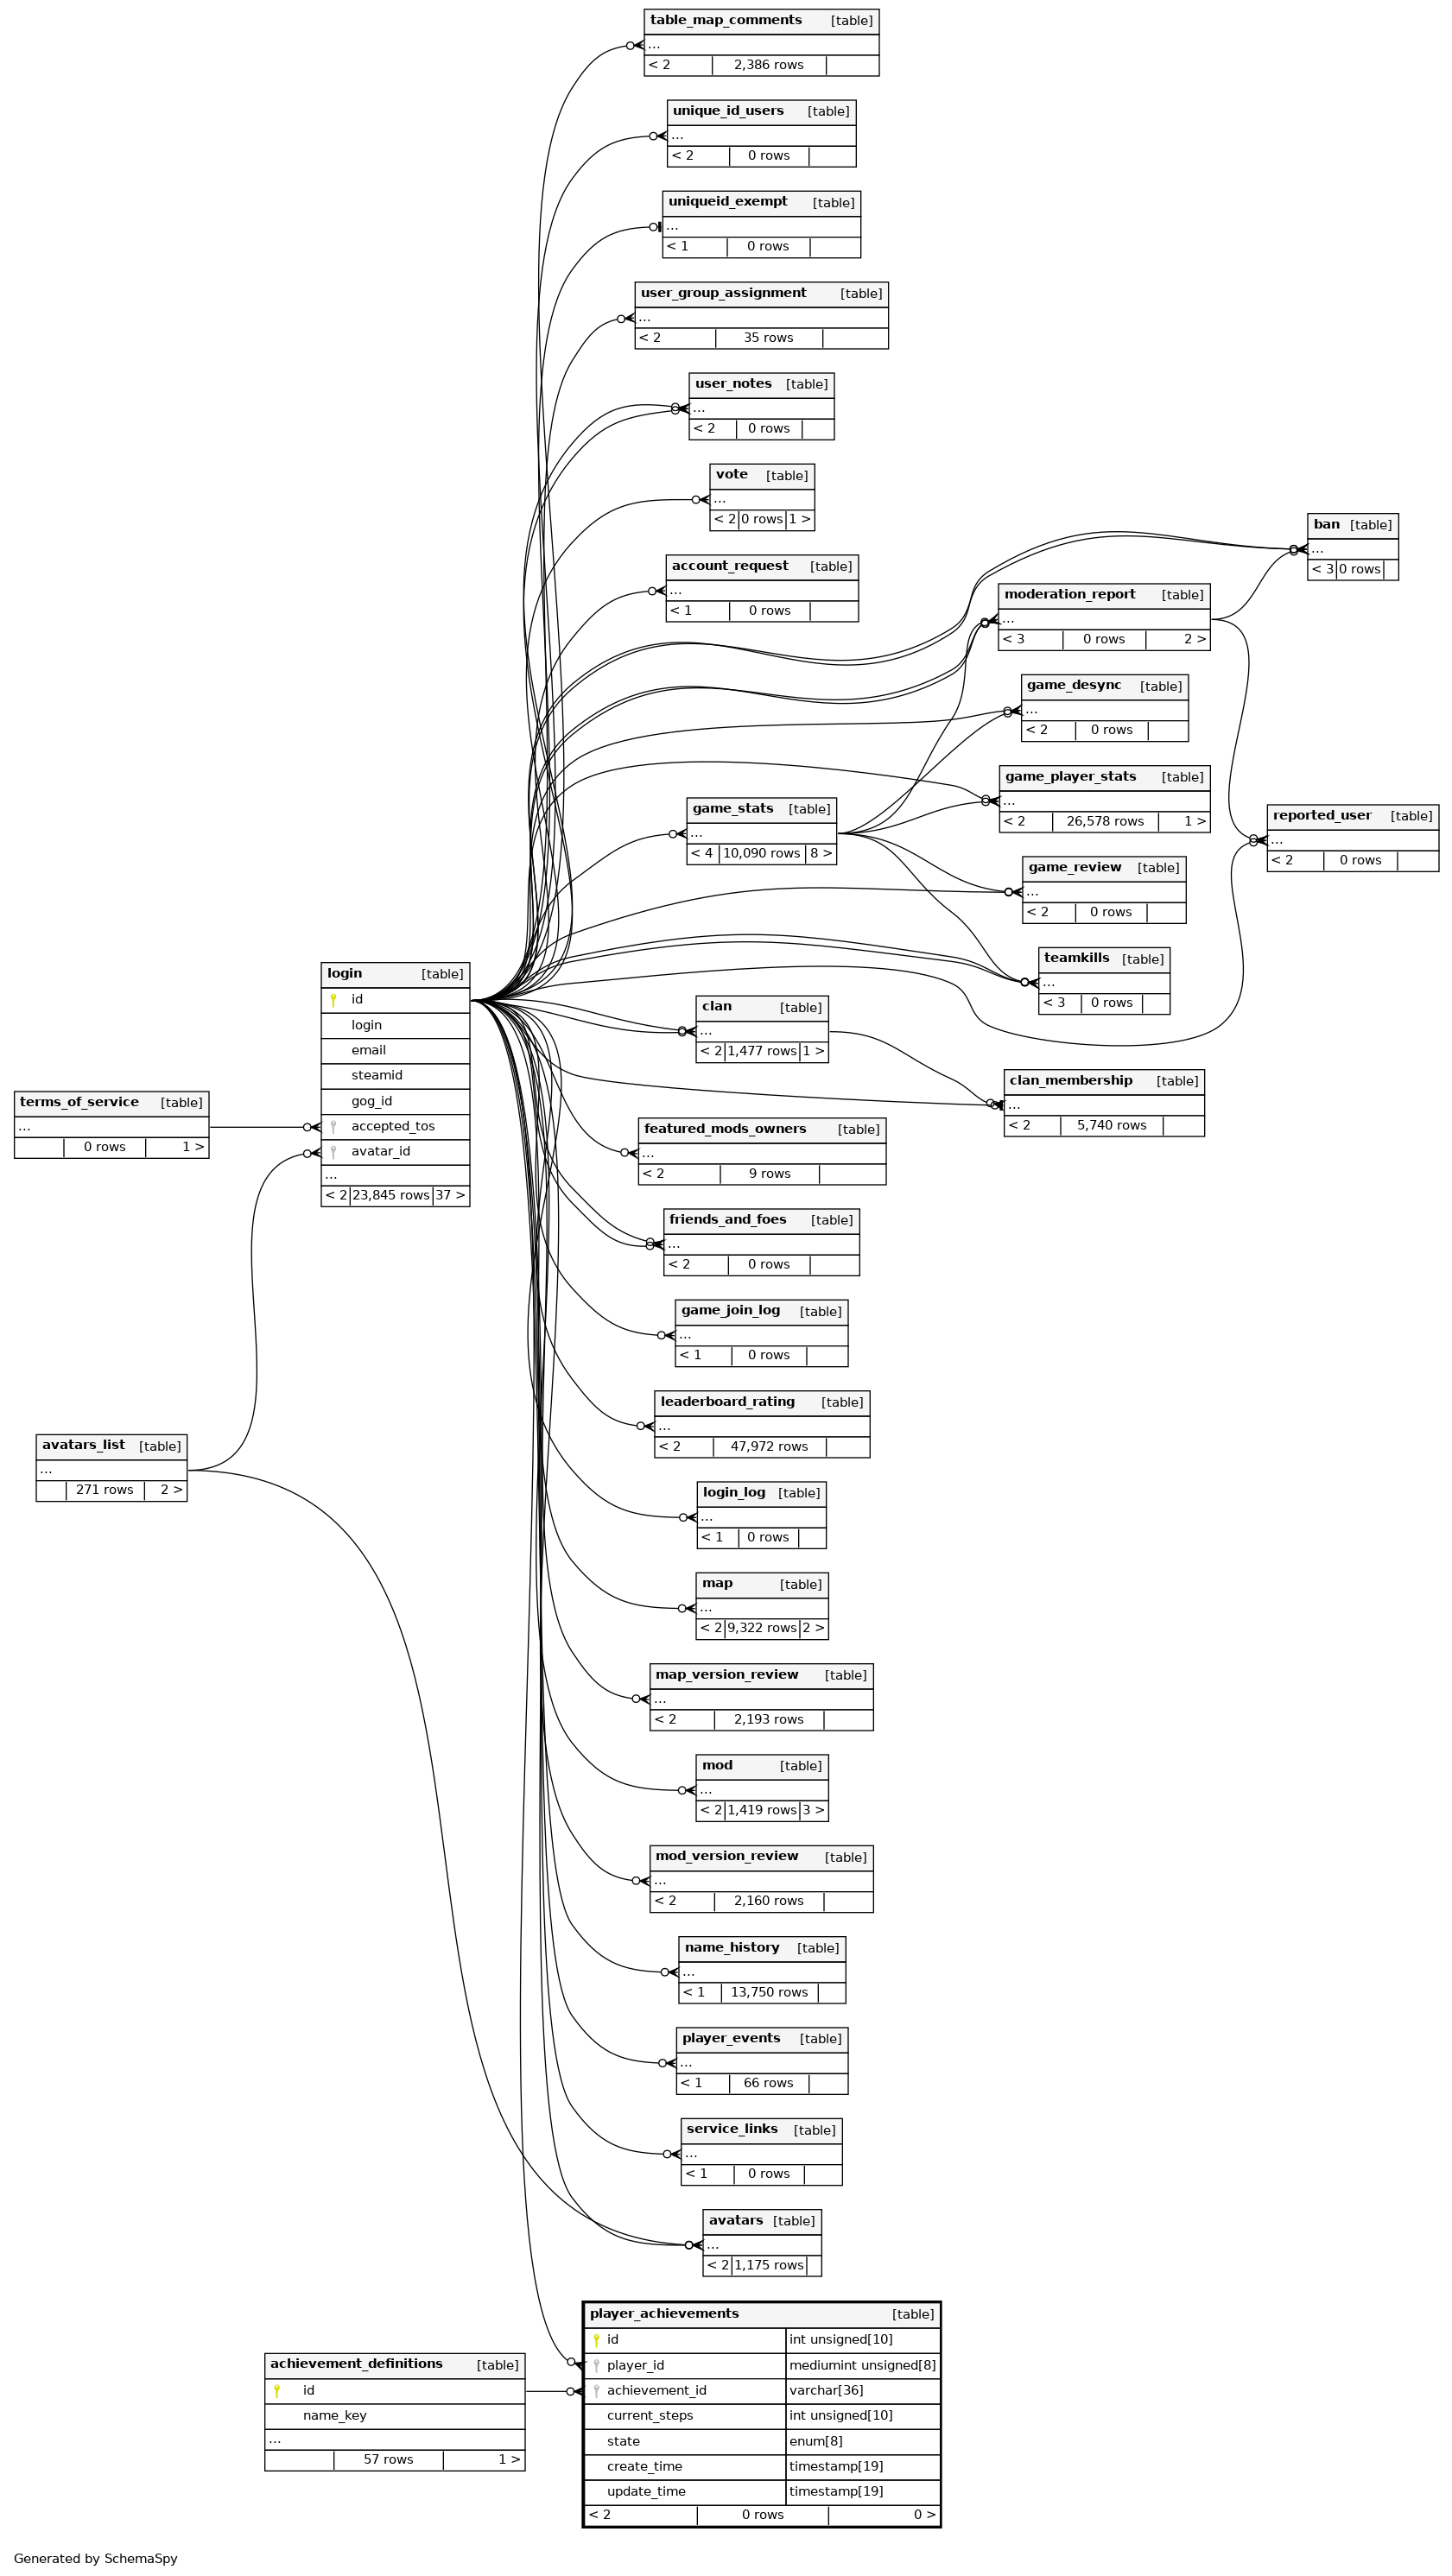 table_map_comments [table]
...
< 2 2,386 rows
unique_id_users [table]
...
< 2 0 rows
uniqueid_exempt [table]
...
< 1 0 rows
user_group_assignment [table]
...
< 2 35 rows
user_notes [table]
...
< 2 0 rows
vote [table]
...
< 2 0 rows 1 >
ban [table]
...
< 3 0 rows
account_request [table]
...
< 1 0 rows
moderation_report [table]
...
< 3 0 rows 2 >
game_desync [table]
...
< 2 0 rows
game_player_stats [table]
...
< 2 26,578 rows 1 >
game_stats [table]
...
< 4 10,090 rows 8 >
reported_user [table]
...
< 2 0 rows
game_review [table]
...
< 2 0 rows
teamkills [table]
...
< 3 0 rows
login [table]
id
login
email
steamid
gog_id
accepted_tos
avatar_id
...
< 2 23,845 rows 37 >
clan [table]
...
< 2 1,477 rows 1 >
clan_membership [table]
...
< 2 5,740 rows
terms_of_service [table]
...
0 rows 1 >
featured_mods_owners [table]
...
< 2 9 rows
friends_and_foes [table]
...
< 2 0 rows
game_join_log [table]
...
< 1 0 rows
leaderboard_rating [table]
...
< 2 47,972 rows
avatars_list [table]
...
271 rows 2 >
login_log [table]
...
< 1 0 rows
map [table]
...
< 2 9,322 rows 2 >
map_version_review [table]
...
< 2 2,193 rows
mod [table]
...
< 2 1,419 rows 3 >
mod_version_review [table]
...
< 2 2,160 rows
name_history [table]
...
< 1 13,750 rows
player_events [table]
...
< 1 66 rows
service_links [table]
...
< 1 0 rows
avatars [table]
...
< 2 1,175 rows
player_achievements [table]
id int unsigned[10]
player_id mediumint unsigned[8]
achievement_id varchar[36]
current_steps int unsigned[10]
state enum[8]
create_time timestamp[19]
update_time timestamp[19]
< 2 0 rows 0 >
achievement_definitions [table]
id
name_key
...
57 rows 1 >
Generated by SchemaSpy